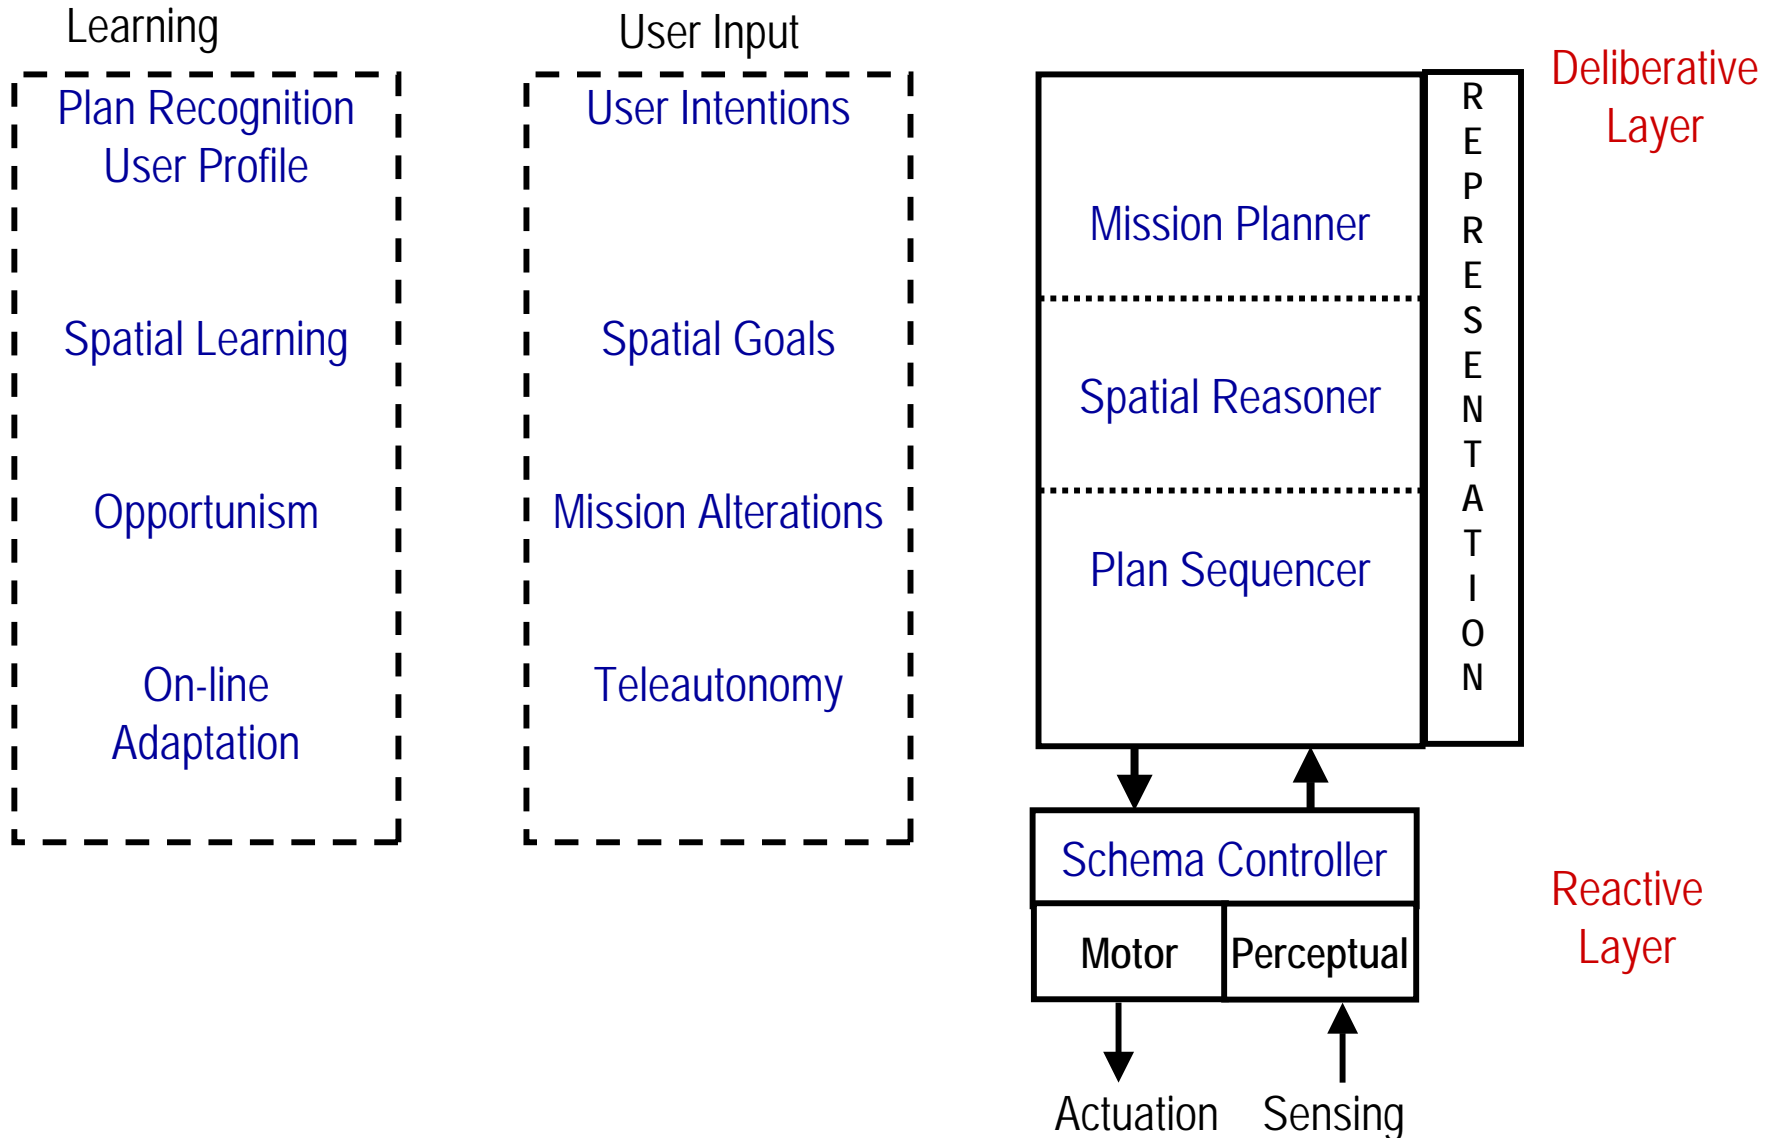 Learning
Plan Recognition
User Profile
Spatial Learning
Opportunism
On-line
Adaptation
User Input
User Intentions
Spatial Goals
Mission Alterations
Teleautonomy
Mission Planner
Spatial Reasoner
Plan Sequencer
R
E
P
R
E
S
E
N
T
A
T
I
O
N
Deliberative
Layer
Schema Controller
Motor
Perceptual
Reactive
Layer
Actuation
Sensing